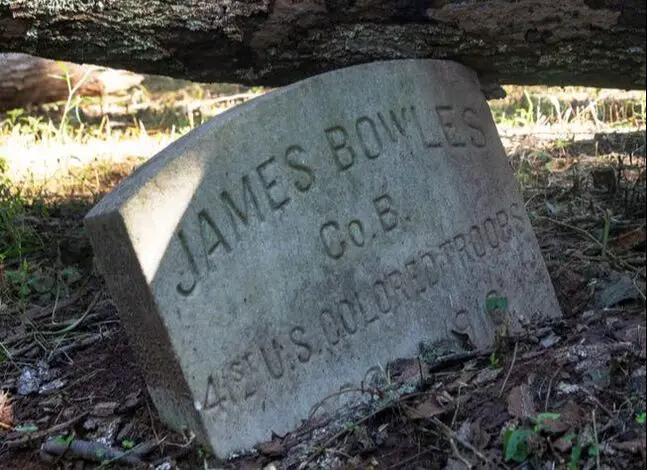 JAMES BOWLES
Co. B.
41ST U.S. COLORED TROOPS